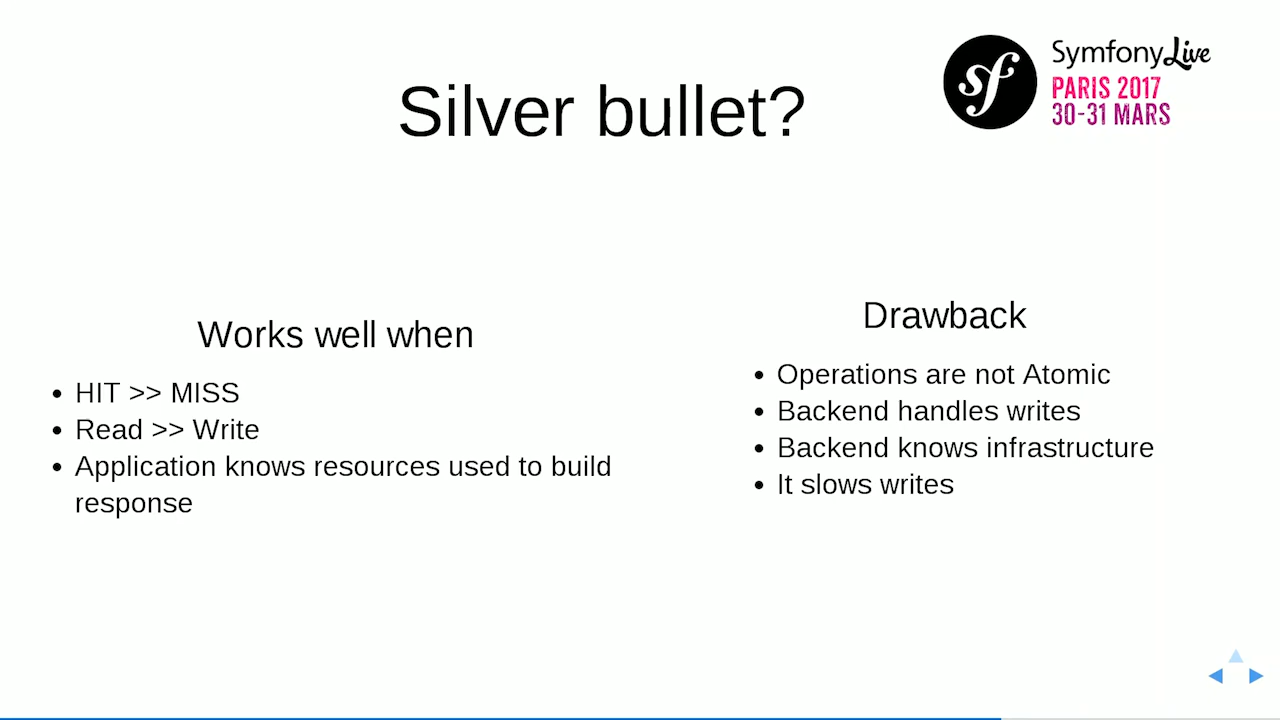 Silver bullet?
sf
SymfonyLive
PARIS 2017
30-31 MARS
Works well when
HIT >> MISS
Read >> Write
Application knows resources used to build
response
Drawback
Operations are not Atomic
Backend handles writes
Backend knows infrastructure
It slows writes